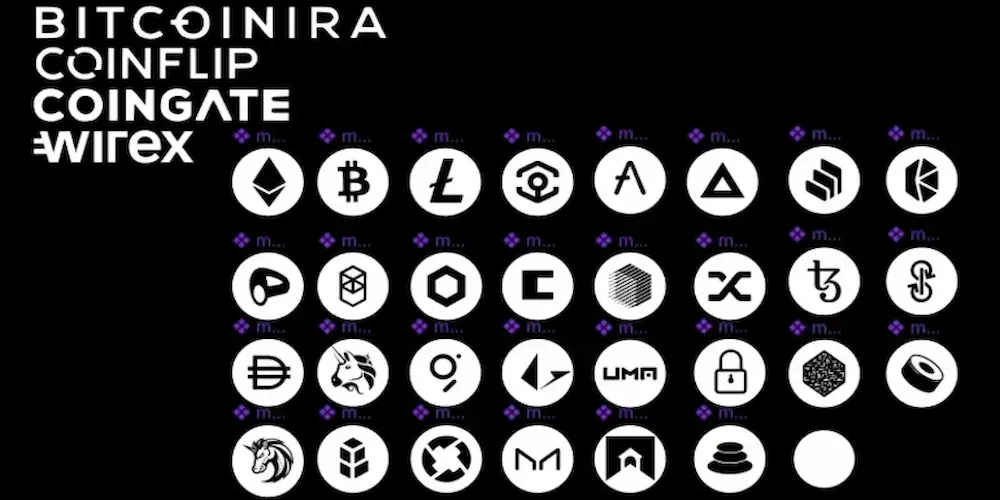 BITCOINIRA
COINFLIP
COINGATE
wirex
m... m... m... m... m... m... m... m...
m... m... m... m... m... m... m... m...
m... m... m... m... m... m... m... m...
UMA
m... m... m... m... m... m...